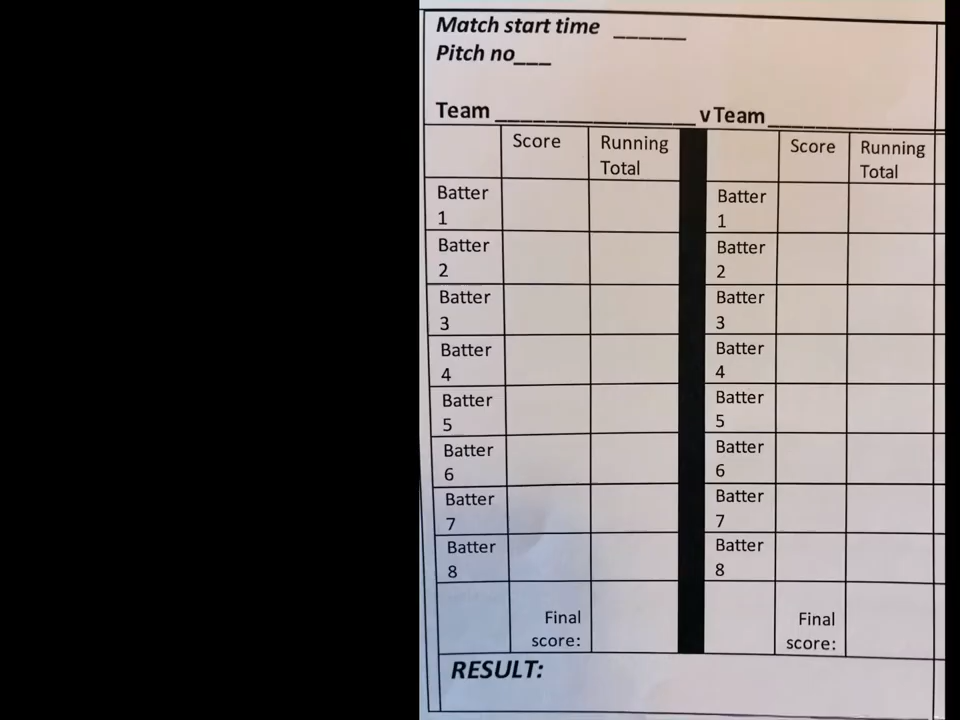 Match start time ______
Pitch no___
Team ________________ v Team______________
Score Running Total Score Running Total
Batter 1 Batter 1
Batter 2 Batter 2
Batter 3 Batter 3
Batter 4 Batter 4
Batter 5 Batter 5
Batter 6 Batter 6
Batter 7 Batter 7
Batter 8 Batter 8
Final score: Final score:
RESULT: